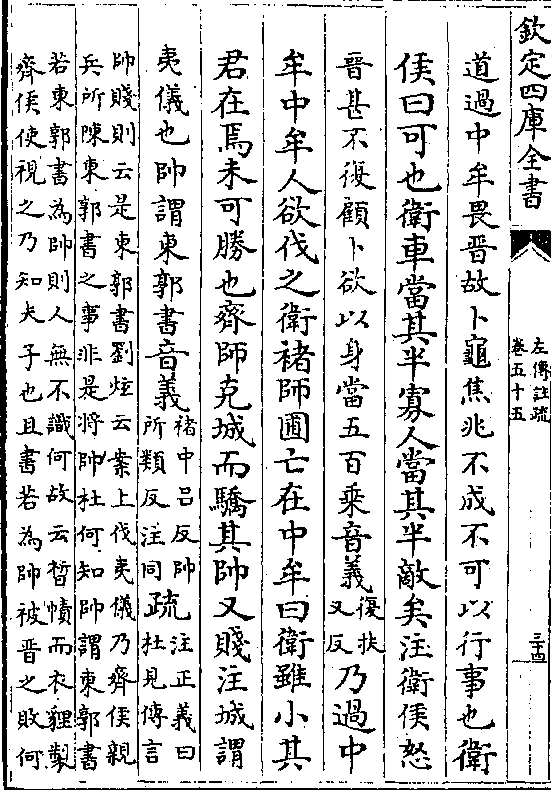 欽定四庫全書
左傳註疏
卷五十五
三十四
道過中牟畏晉故卜龜焦兆不成不可以行事也衛
侯曰可也衛車當其半寡人當其半敵矣注衛侯怒
晉甚不復顧卜欲以身當五百乘音義復扶又反乃過中
牟中牟人欲伐之衛褚師圃亡在中牟曰衛雖小其
君在焉未可勝也齊師克城而驕其帥又賤注城謂
夷儀也帥謂東郭書音義褚中呂反帥所類反注同疏注正義曰杜見傳言
帥賤則云是東郭書劉炫云案上伐夷儀乃齊侯親
兵所陳東郭書之事非是將帥杜何知帥謂東郭書
若東郭書為帥則人無不識何故云晳幘而衣貍製
齊侯使視之乃知夫子也且書若為帥被晉之敗何